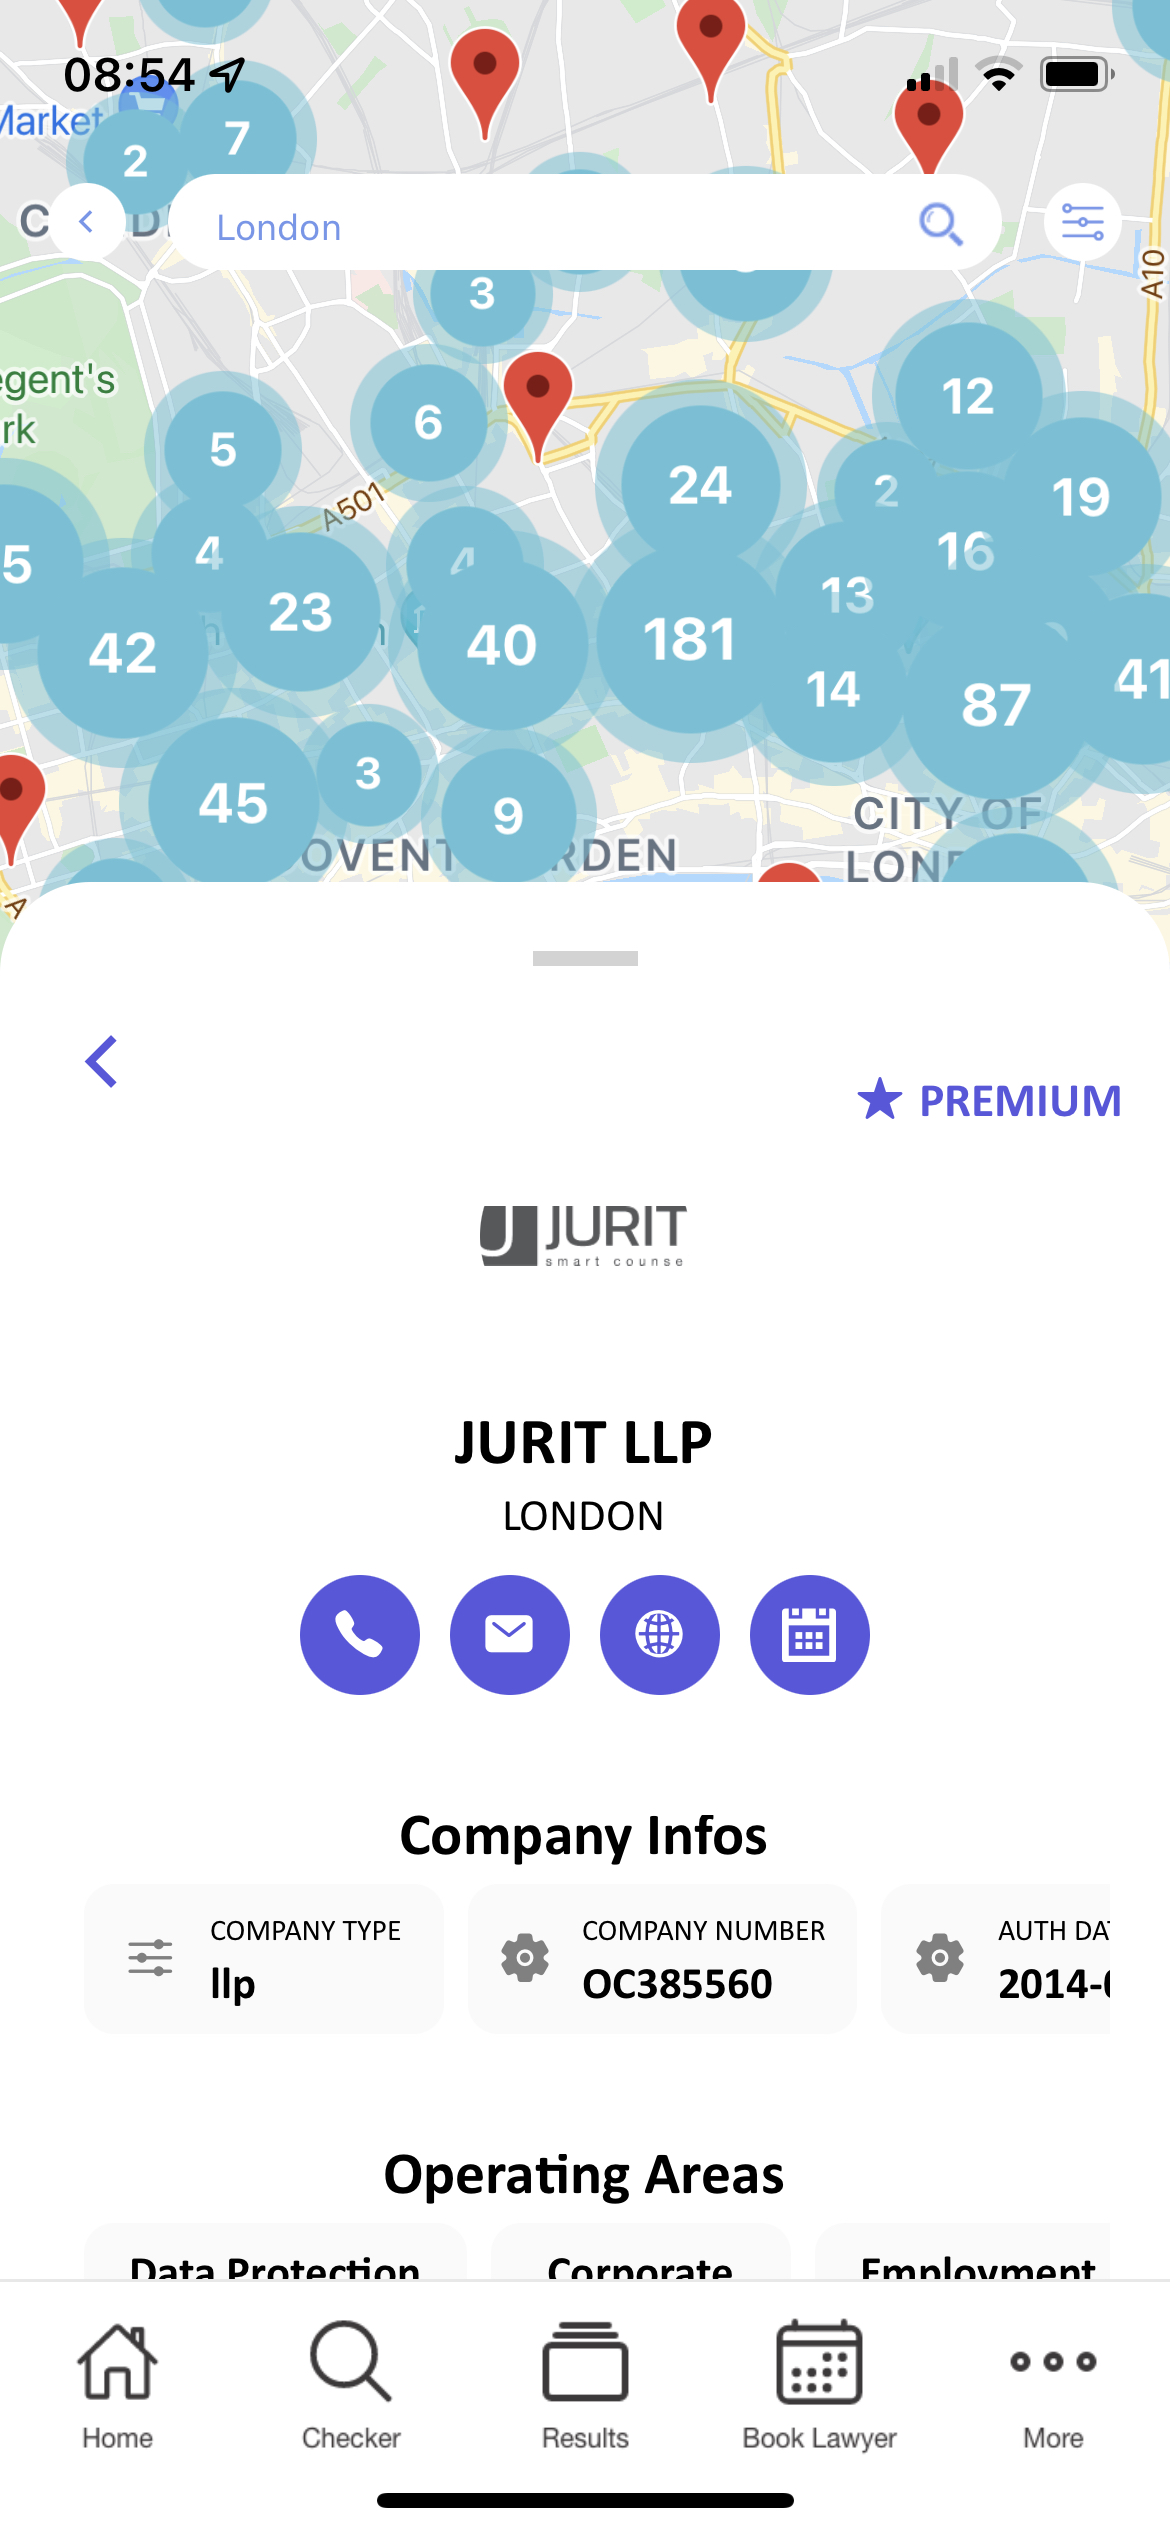 08:54
Market
2
7
London
3
A10
egent's
rk
12
6
5
24
2
19
A501
5
4
4
16
13
23
42
40
181
14
87
41
45
3
9
CITY OF
OVENT RDEN
LON
A
PREMIUM
JURIT
smart counse
JURIT LLP
LONDON
Company Infos
COMPANY TYPE
llp
COMPANY NUMBER
OC385560
AUTH DAT
2014-0
Operating Areas
Data Protection
Corporate
Employment
Home
Checker
Results
Book Lawyer
More